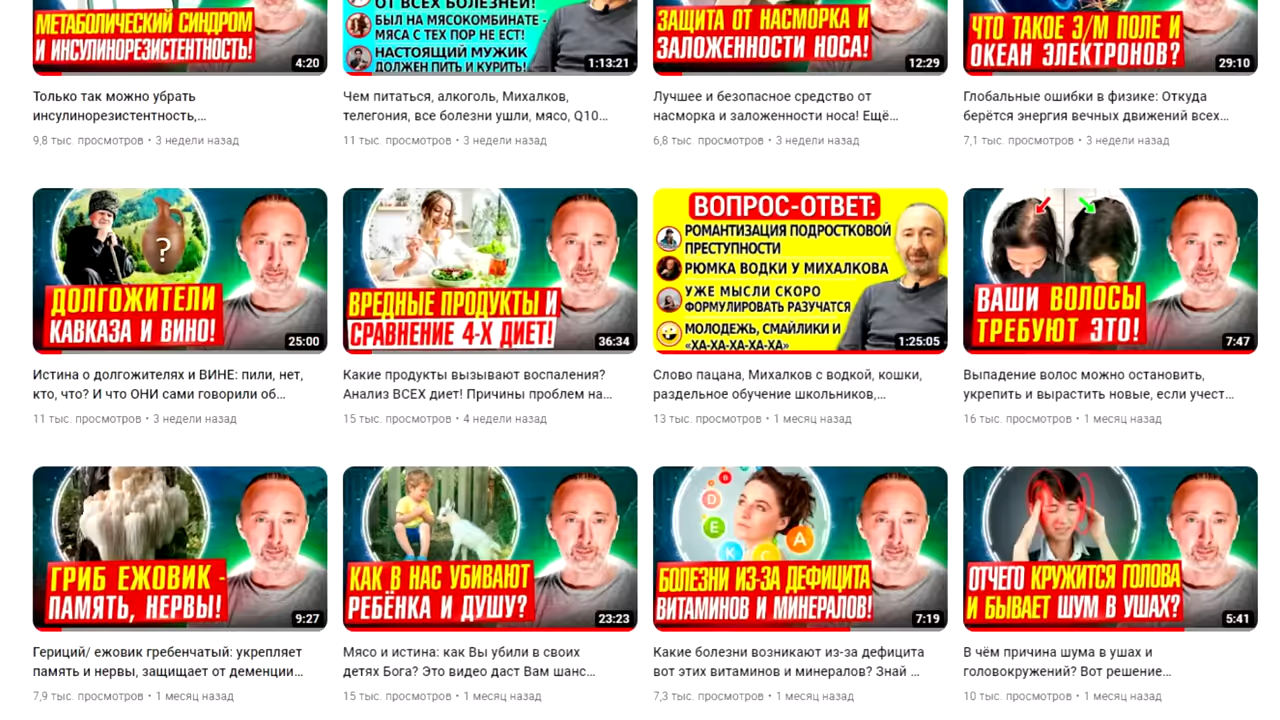 МЕТАБОЛИЧЕСКИЙ СИНДРОМ
И ИНСУЛИНОРЕЗИСТЕНТНОСТЬ!
4:20
ОТ ВСЕХ БОЛЕЗНЕЙ!
БЫЛ НА МЯСОКОМБИНАТЕ -
МЯСА С ТЕХ ПОР НЕ ЕСТ!
НАСТОЯЩИЙ МУЖИК
ДОЛЖЕН ПИТЬ И КУРИТЬ!
1:13:21
ЗАЩИТА ОТ НАСМОРКА И
ЗАЛОЖЕННОСТИ НОСА!
12:29
ЧТО ТАКОЕ Э/М ПОЛЕ И
ОКЕАН ЭЛЕКТРОНОВ?
29:10
Только так можно убрать
инсулинорезистентность,...
9,8 тыс. просмотров • 3 недели назад
Чем питаться, алкоголь, Михалков,
телегония, все болезни ушли, мясо, Q10...
11 тыс. просмотров • 3 недели назад
Лучшее и безопасное средство от
насморка и заложенности носа! Ещё...
6,8 тыс. просмотров • 3 недели назад
Глобальные ошибки в физике: Откуда
берётся энергия вечных движений всех...
7,1 тыс. просмотров • 3 недели назад
?
ДОЛГОЖИТЕЛИ
КАВКАЗА И ВИНО!
25:00
ВРЕДНЫЕ ПРОДУКТЫ И
СРАВНЕНИЕ 4-Х ДИЕТ!
36:34
ВОПРОС-ОТВЕТ:
РОМАНТИЗАЦИЯ ПОДРОСТКОВОЙ
ПРЕСТУПНОСТИ
РЮМКА ВОДКИ У МИХАЛКОВА
УЖЕ МЫСЛИ СКОРО
ФОРМУЛИРОВАТЬ РАЗУЧАТСЯ
МОЛОДЕЖЬ, СМАЙЛИКИ И
«ХА-ХА-ХА-ХА-ХА»
1:25:05
ВАШИ ВОЛОСЫ
ТРЕБУЮТ ЭТО!
7:47
Истина о долгожителях и ВИНЕ: пили, нет,
кто, что? И что ОНИ сами говорили об...
11 тыс. просмотров • 3 недели назад
Какие продукты вызывают воспаления?
Анализ ВСЕХ диет! Причины проблем на...
15 тыс. просмотров • 4 недели назад
Слово пацана, Михалков с водкой, кошки,
раздельное обучение школьников,...
13 тыс. просмотров • 1 месяц назад
Выпадение волос можно остановить,
укрепить и вырастить новые, если учест...
16 тыс. просмотров • 1 месяц назад
ГРИБ ЕЖОВИК -
ПАМЯТЬ, НЕРВЫ!
9:27
КАК В НАС УБИВАЮТ
РЕБЁНКА И ДУШУ?
23:23
B
D
E
K
C
A
БОЛЕЗНИ ИЗ-ЗА ДЕФИЦИТА
ВИТАМИНОВ И МИНЕРАЛОВ!
7:19
ОТЧЕГО КРУЖИТСЯ ГОЛОВА
И БЫВАЕТ ШУМ В УШАХ?
5:41
Гериций/ ежовик гребенчатый: укрепляет
память и нервы, защищает от деменции...
7,9 тыс. просмотров • 1 месяц назад
Мясо и истина: как Вы убили в своих
детях Бога? Это видео даст Вам шанс...
15 тыс. просмотров • 1 месяц назад
Какие болезни возникают из-за дефицита
вот этих витаминов и минералов? Знай ...
7,3 тыс. просмотров • 1 месяц назад
В чём причина шума в ушах и
головокружений? Вот решение...
10 тыс. просмотров • 1 месяц назад